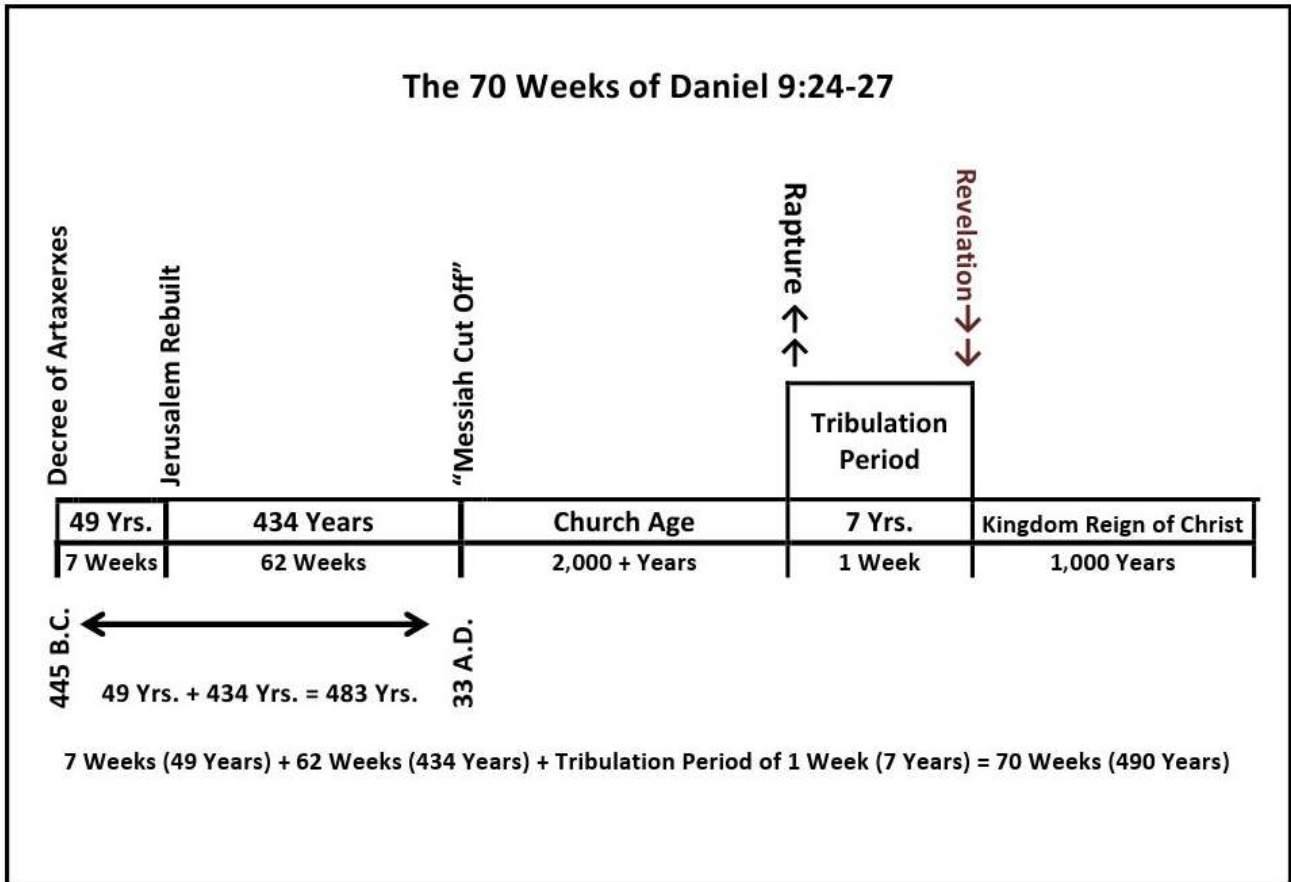 The 70 Weeks of Daniel 9:24-27
Decree of Artaxerxes
Jerusalem Rebuilt
“Messiah Cut Off”
Rapture
Revelation
Tribulation
Period
49 Yrs.
434 Years
Church Age
7 Yrs.
Kingdom Reign of Christ
7 Weeks
62 Weeks
2,000 + Years
1 Week
1,000 Years
445 B.C.
33 A.D.
49 Yrs. + 434 Yrs. = 483 Yrs.
7 Weeks (49 Years) + 62 Weeks (434 Years) + Tribulation Period of 1 Week (7 Years) = 70 Weeks (490 Years)